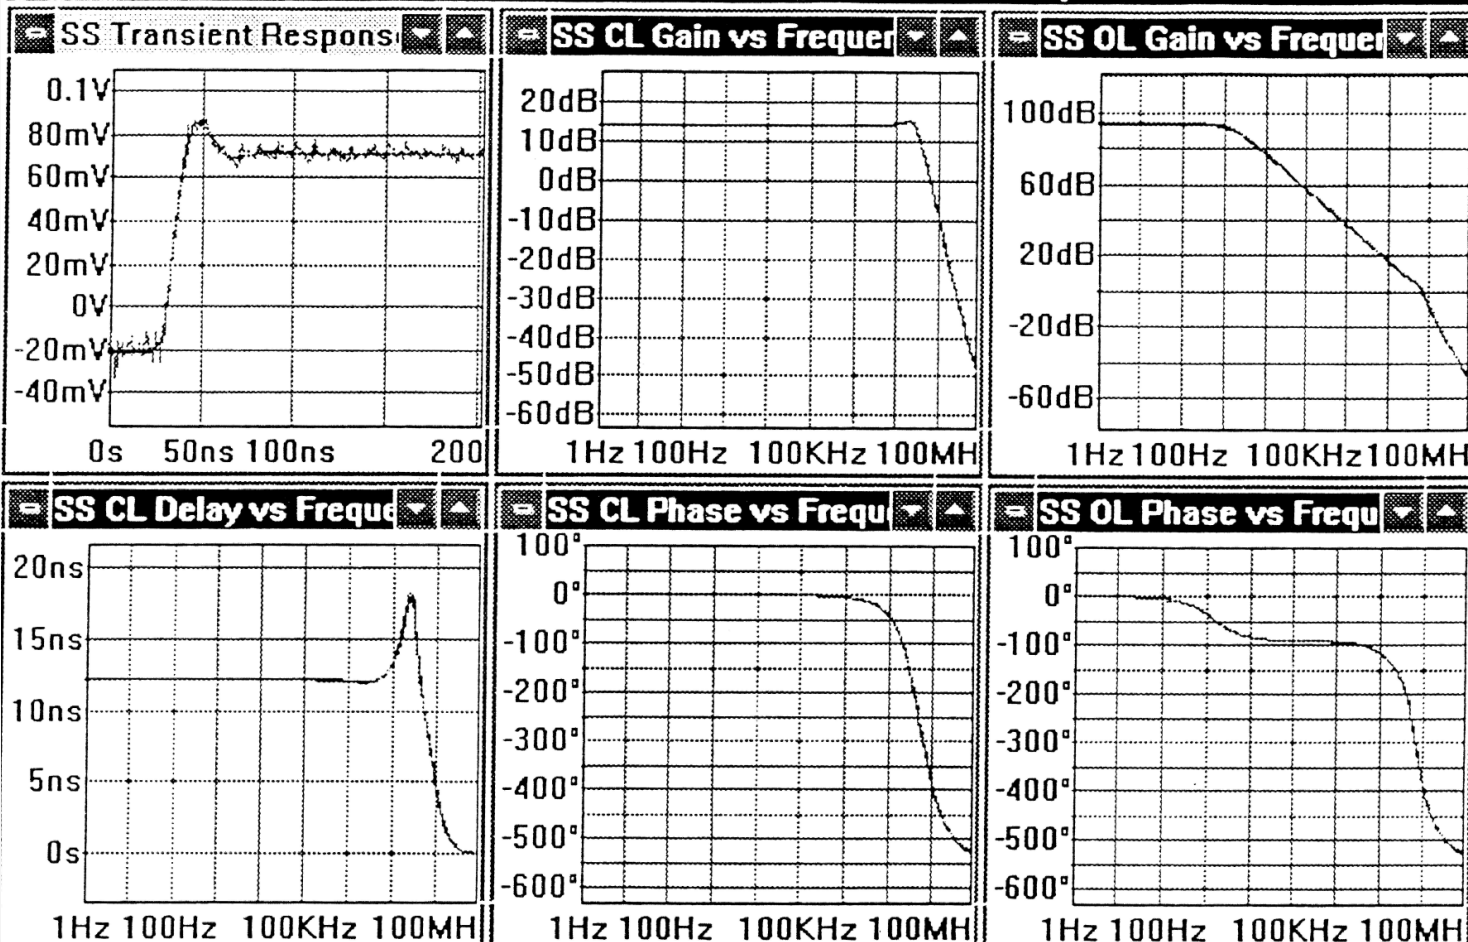 SS Transient Respons
0.1V
80mV
60mV
40mV
20mV
0V
-20mV
-40mV
0s 50ns 100ns 200
SS CL Gain vs Frequer
20dB
10dB
0dB
-10dB
-20dB
-30dB
-40dB
-50dB
-60dB
1Hz 100Hz 100KHz 100MH
SS OL Gain vs Frequer
100dB
60dB
20dB
-20dB
-60dB
1Hz 100Hz 100KHz 100MH
SS CL Delay vs Freque
20ns
15ns
10ns
5ns
0s
1Hz 100Hz 100KHz 100MH
SS CL Phase vs Frequ
100°
0°
-100°
-200°
-300°
-400°
-500°
-600°
1Hz 100Hz 100KHz 100MH
SS OL Phase vs Frequ
100°
0°
-100°
-200°
-300°
-400°
-500°
-600°
1Hz 100Hz 100KHz 100MH